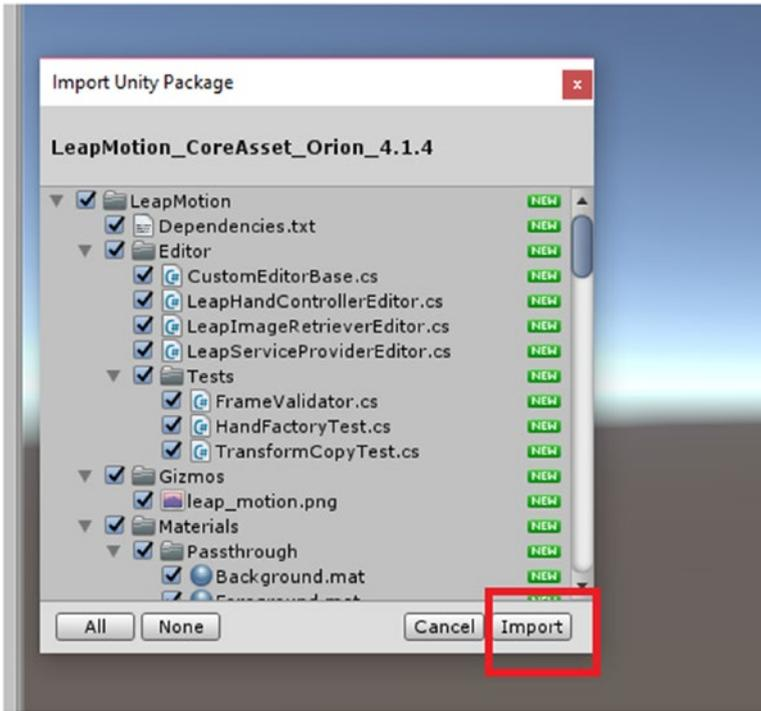 Import Unity Package
x
LeapMotion_CoreAsset_Orion_4.1.4
LeapMotion NEW
Dependencies.txt NEW
Editor NEW
CustomEditorBase.cs NEW
LeapHandControllerEditor.cs NEW
LeapImageRetrieverEditor.cs NEW
LeapServiceProviderEditor.cs NEW
Tests NEW
FrameValidator.cs NEW
HandFactoryTest.cs NEW
TransformCopyTest.cs NEW
Gizmos NEW
leap_motion.png NEW
Materials NEW
Passthrough NEW
Background.mat NEW
All None Cancel Import